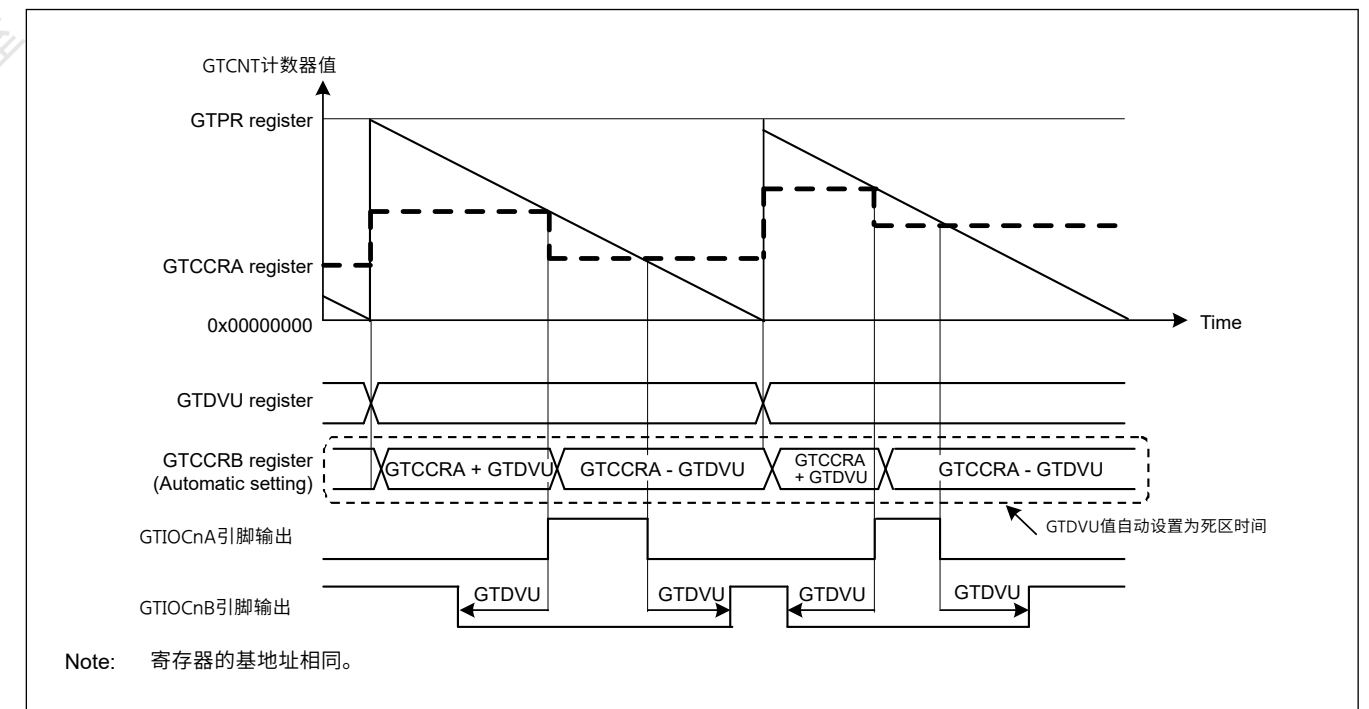 GTCNT计数器值
GTPR register
GTCCRA register
0x00000000
Time
GTDVU register
GTCCRB register
(Automatic setting)
GTCCRA + GTDVU
GTCCRA - GTDVU
GTCCRA
+ GTDVU
GTCCRA - GTDVU
GTDVU值自动设置为死区时间
GTIOCnA引脚输出
GTIOCnB引脚输出
GTDVU
GTDVU
GTDVU
GTDVU
Note: 寄存器的基地址相同。